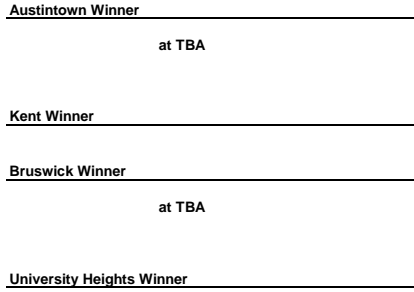 Austintown Winner
at TBA
Kent Winner
Bruswick Winner
at TBA
University Heights Winner